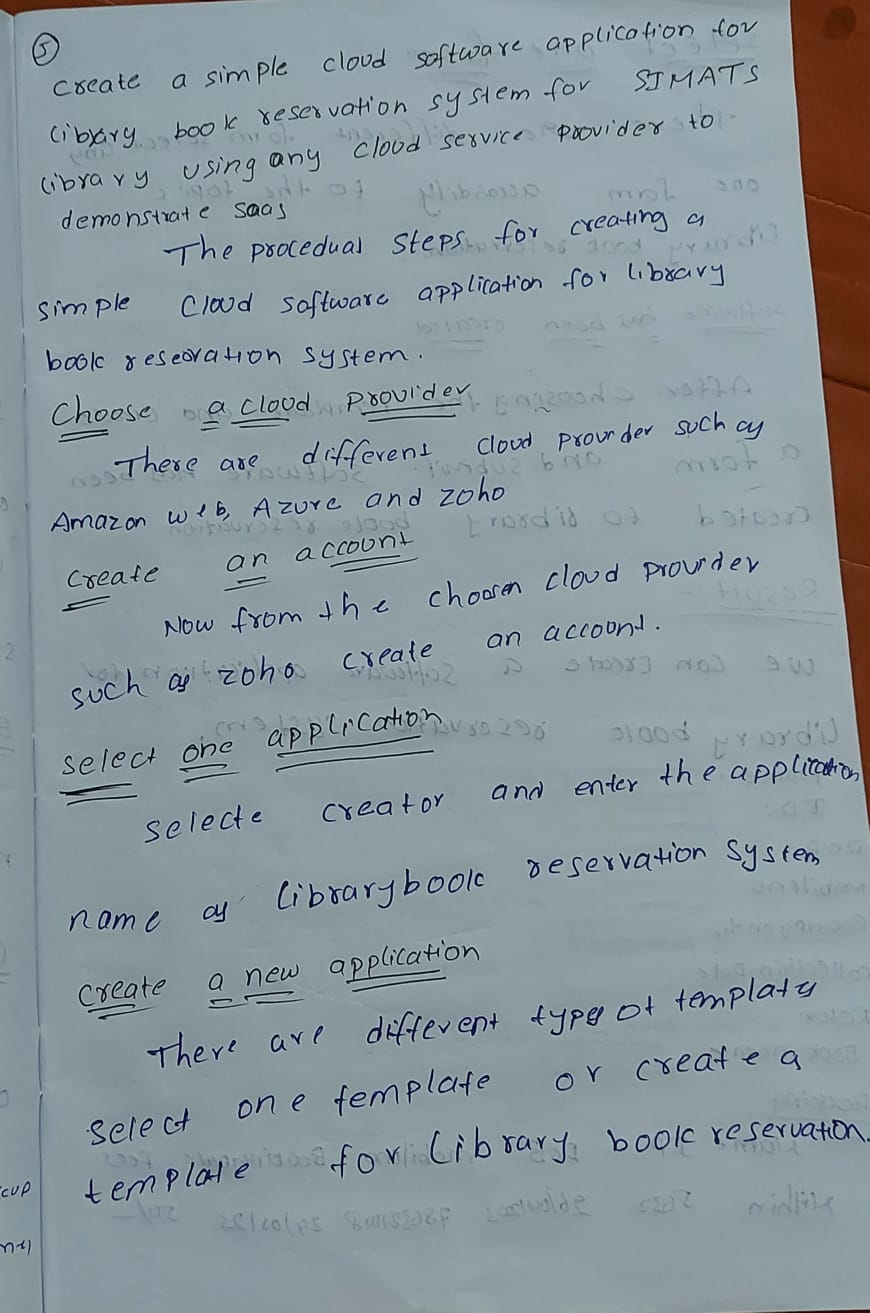 5
Create a simple cloud software application for
library book reservation system for SIMATS
library using any cloud service provider to
demonstrate saas
The procedual steps for creating a
simple Cloud software application for library
book reseoration system.
Choose a cloud provider
There are different cloud provider such as
Amazon web, Azure and zoho
Create an account
Now from the choosen cloud provider
such as zoho create an account.
select one application
selecte creator and enter the application
name as librarybook reservation system
create a new application
There are different types of templats
select one template or create a
template for library book reservation.
cup